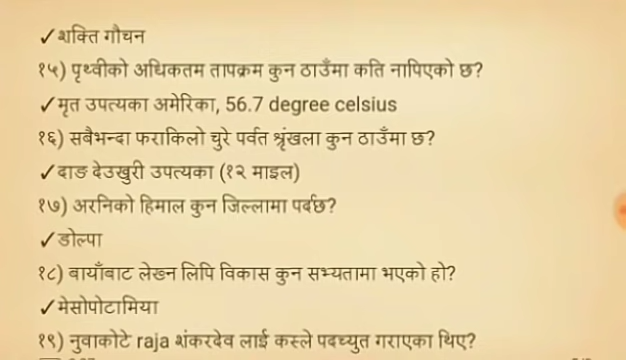 ✓शक्ति गौचन
१५) पृथ्वीको अधिकतम तापक्रम कुन ठाउँमा कति नापिएको छ?
✓मृत उपत्यका अमेरिका, 56.7 degree celsius
१६) सबैभन्दा फराकिलो चुरे पर्वत श्रृंखला कुन ठाउँमा छ?
✓दाङ देउखुरी उपत्यका (१२ माइल)
१७) अरनिको हिमाल कुन जिल्लामा पर्दछ?
✓डोल्पा
१८) बायाँबाट लेख्न लिपि विकास कुन सभ्यतामा भएको हो?
✓मेसोपोटामिया
१९) नुवाकोटे raja शंकरदेव लाई कस्ले पदच्युत गराएका थिए?